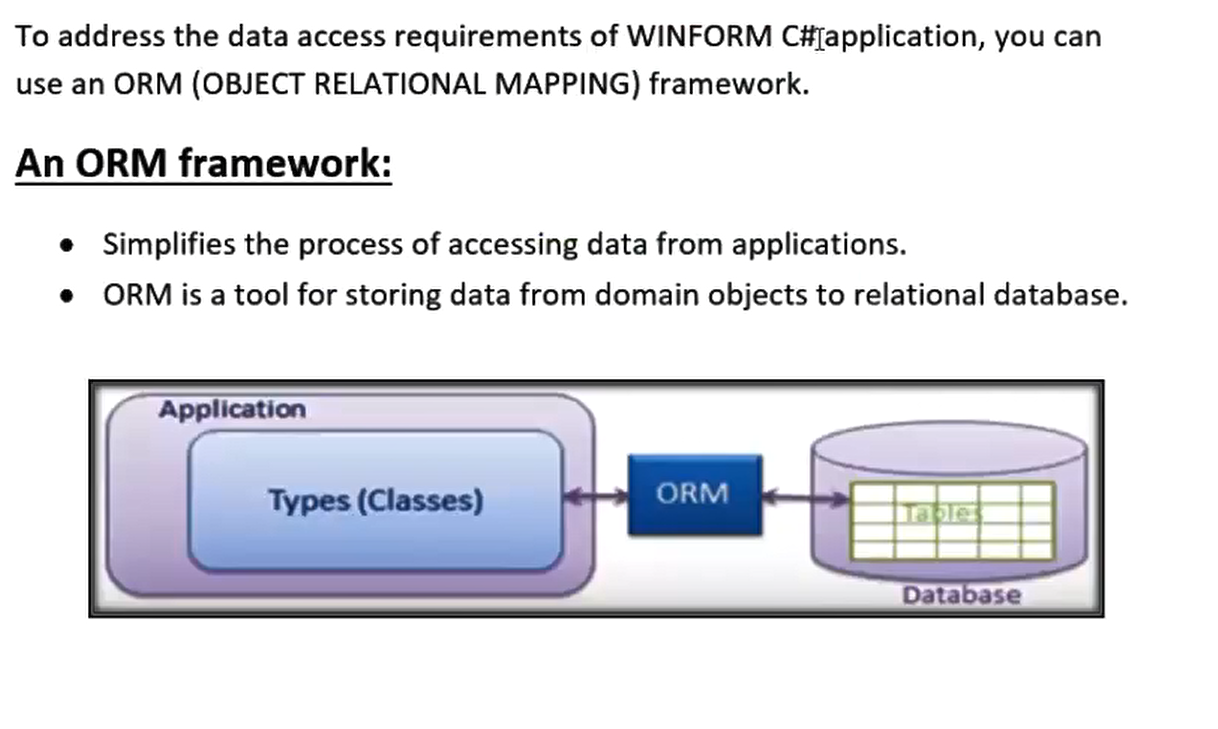 To address the data access requirements of WINFORM C# application, you can
use an ORM (OBJECT RELATIONAL MAPPING) framework.
An ORM framework:
• Simplifies the process of accessing data from applications.
• ORM is a tool for storing data from domain objects to relational database.
Application
Types (Classes)
ORM
Tables
Database